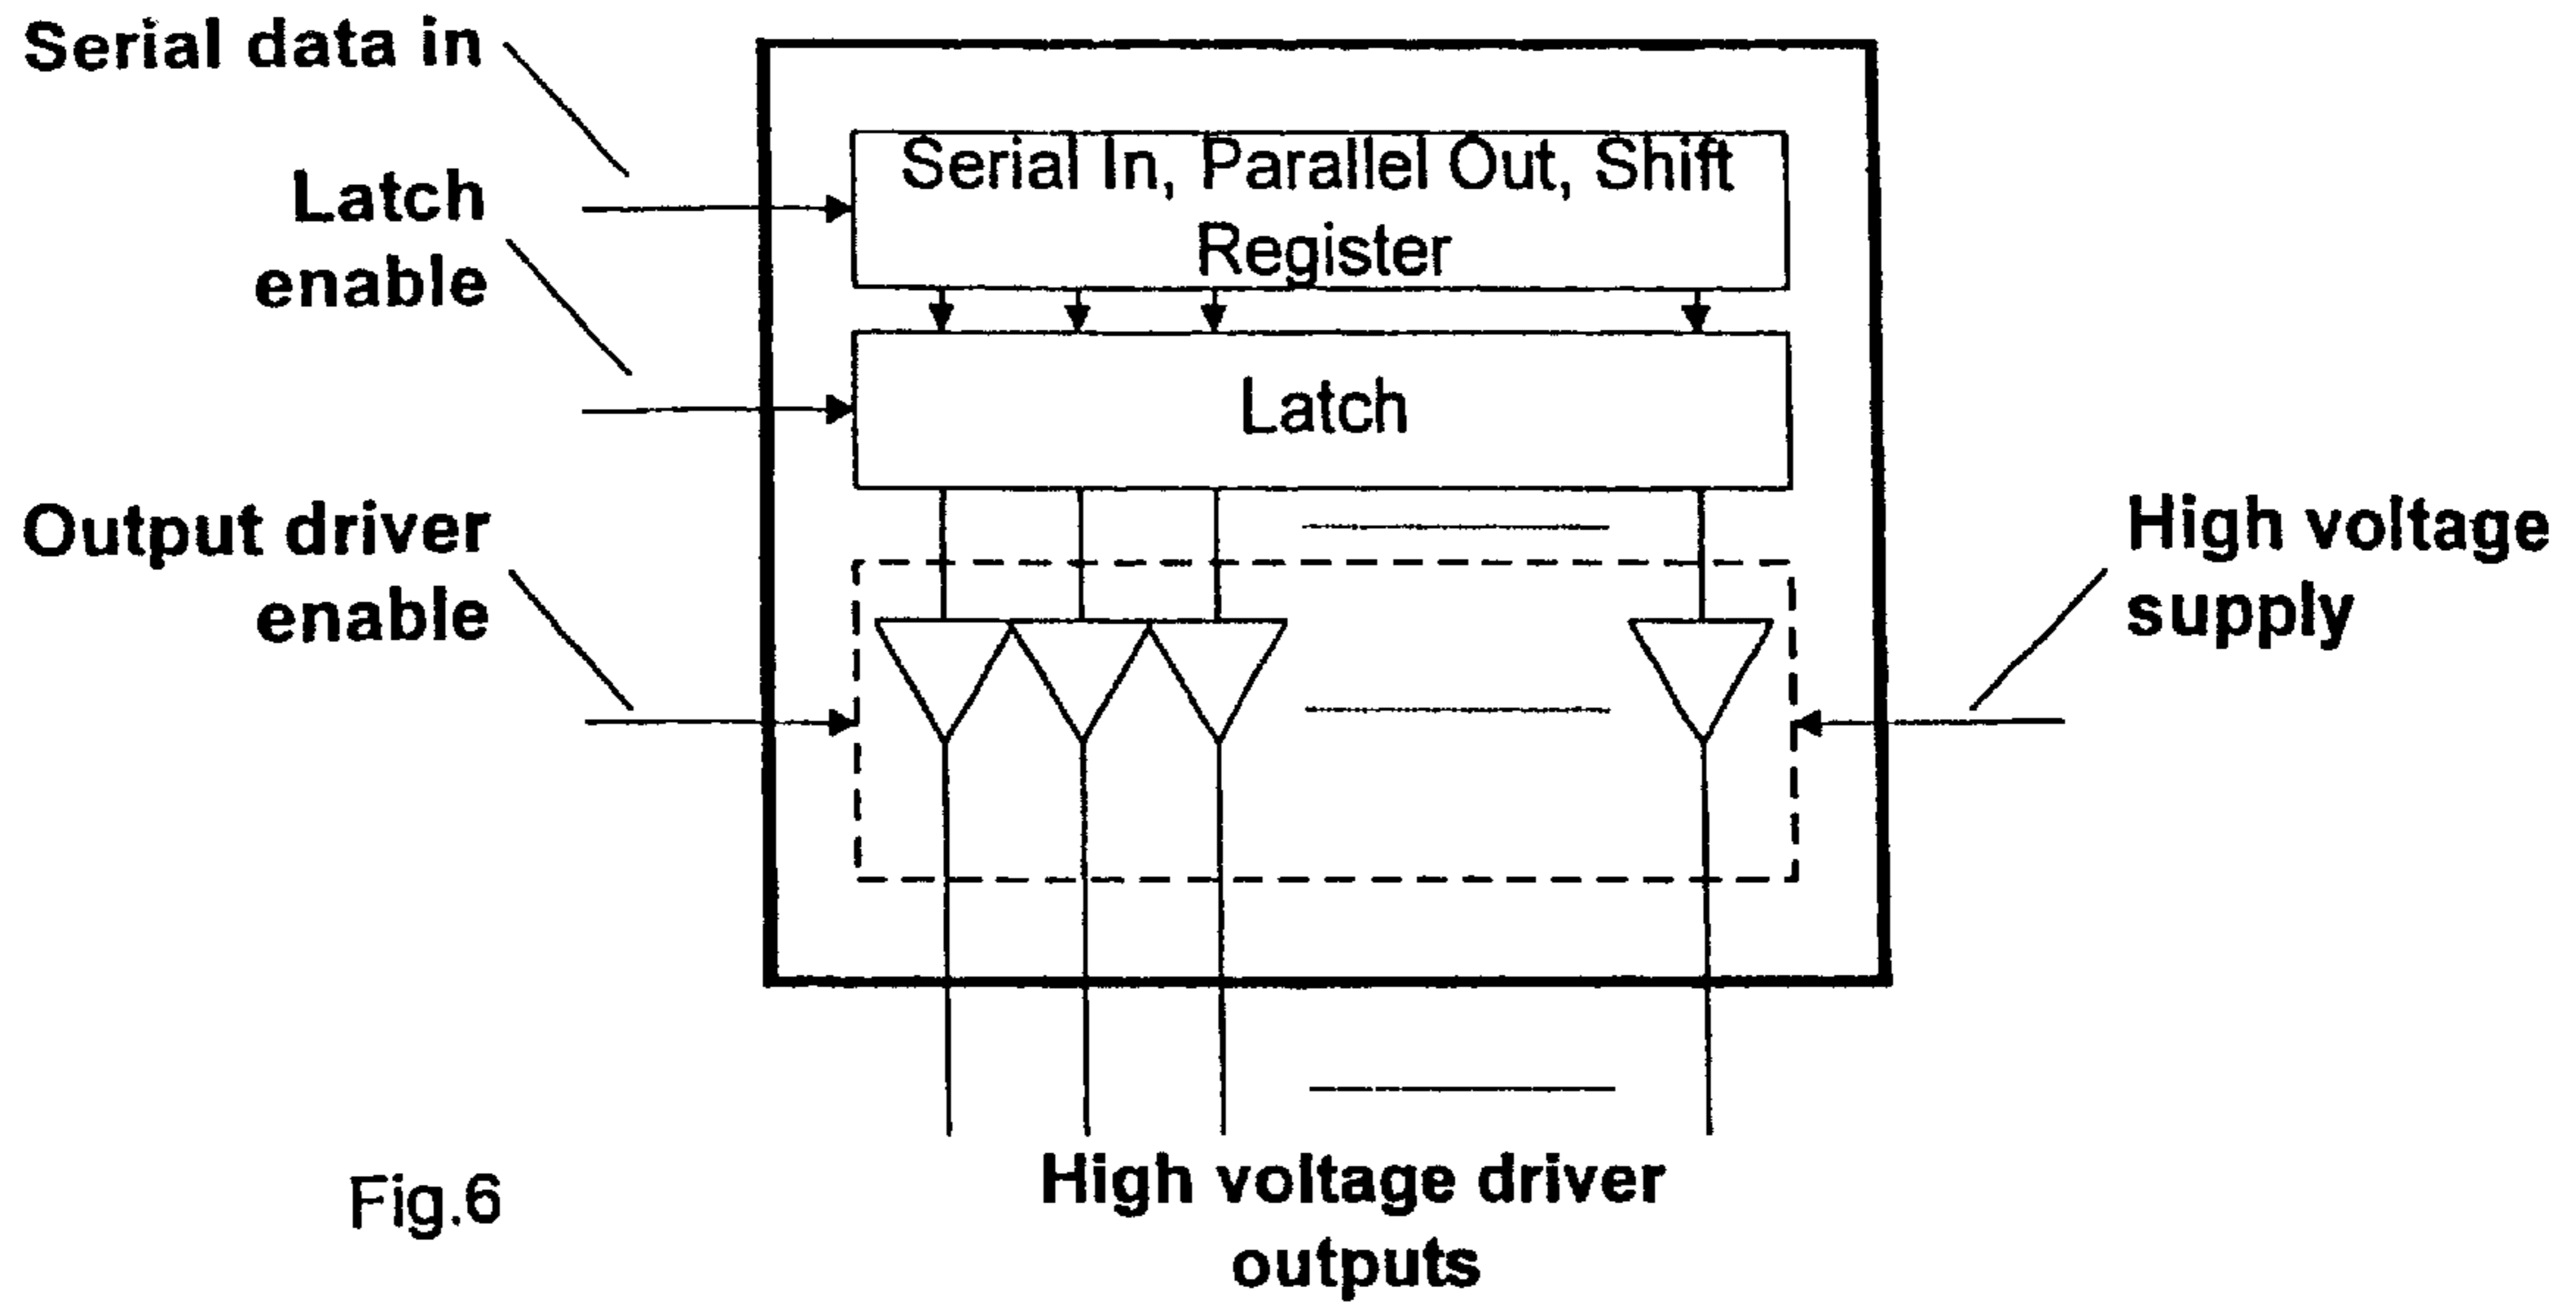 Serial data in
Latch
enable
Output driver
enable
Serial In, Parallel Out, Shift
Register
Latch
High voltage
supply
High voltage driver
outputs
Fig.6